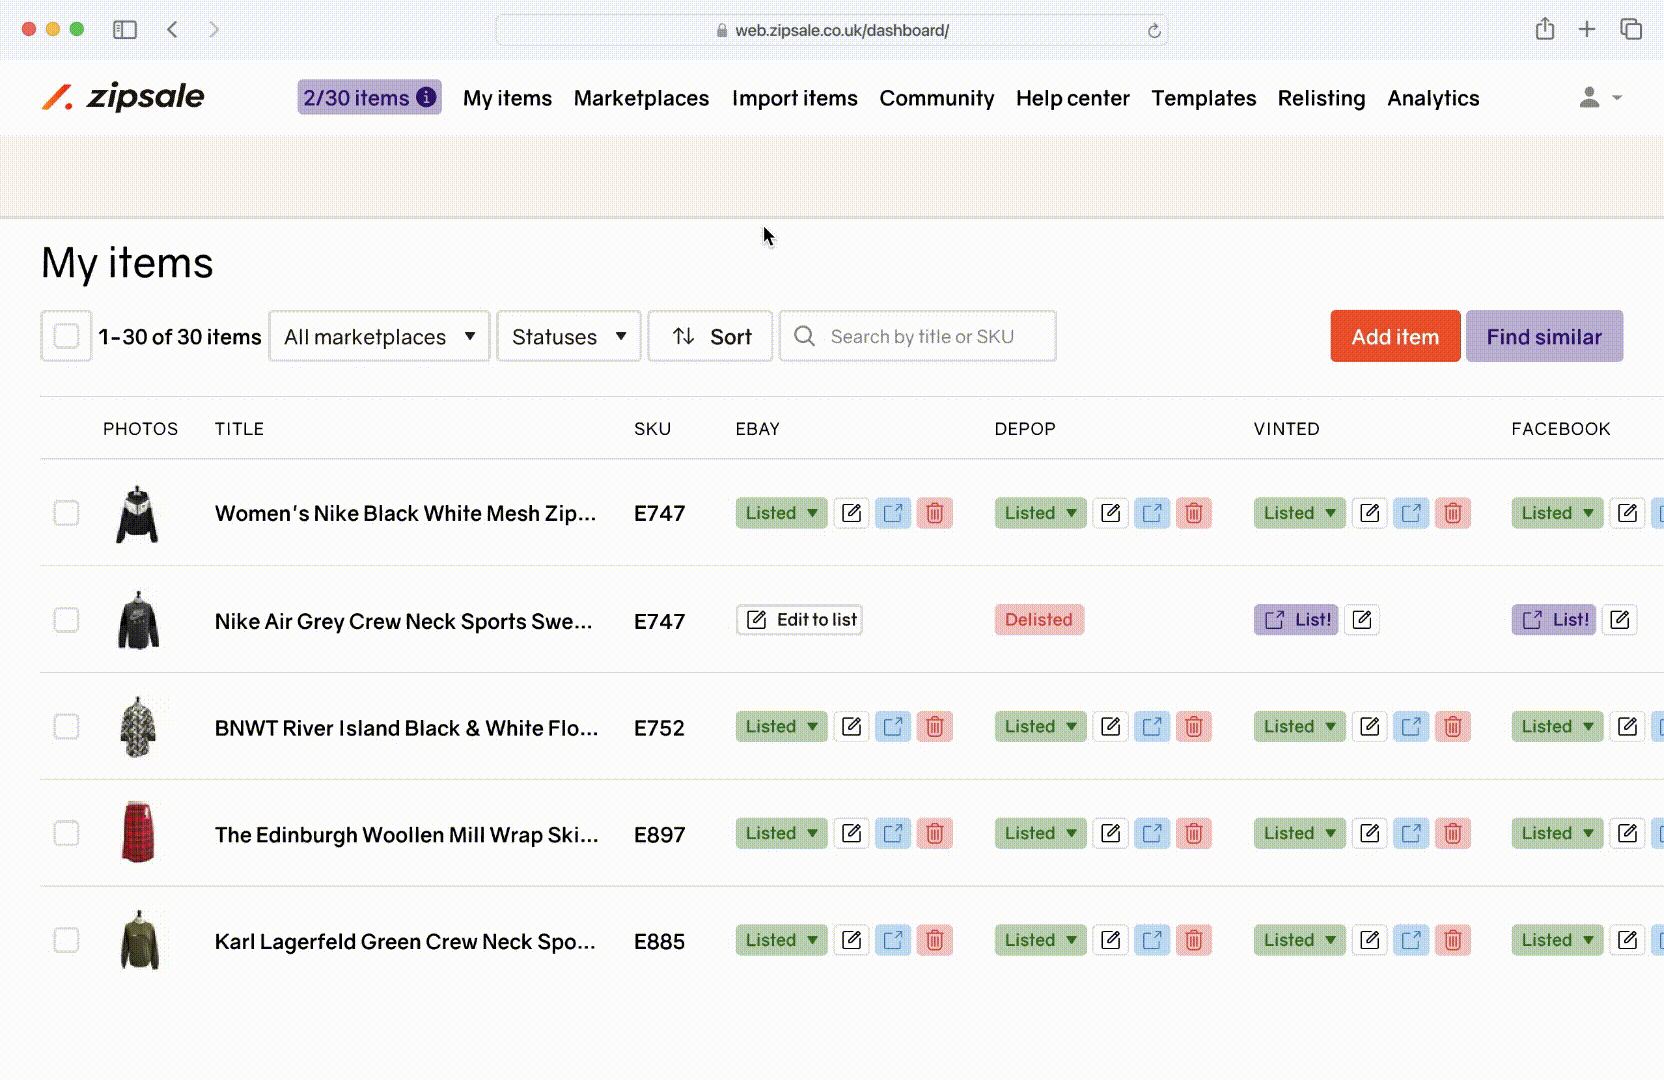 web.zipsale.co.uk/dashboard/
zipsale 2/30 items My items Marketplaces Import items Community Help center Templates Relisting Analytics
My items
1-30 of 30 items All marketplaces Statuses Sort Search by title or SKU Add item Find similar
PHOTOS TITLE SKU EBAY DEPOP VINTED FACEBOOK
Women's Nike Black White Mesh Zip... E747 Listed Listed Listed Listed
Nike Air Grey Crew Neck Sports Swe... E747 Edit to list Delisted List! List!
BNWT River Island Black & White Flo... E752 Listed Listed Listed Listed
The Edinburgh Woollen Mill Wrap Ski... E897 Listed Listed Listed Listed
Karl Lagerfeld Green Crew Neck Spo... E885 Listed Listed Listed Listed